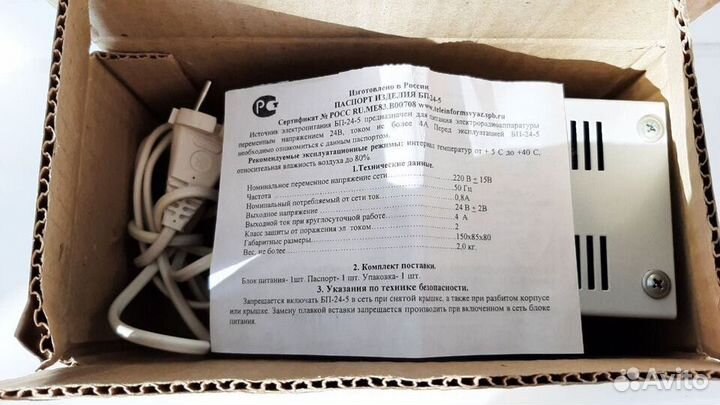 Изготовлено в России
ПАСПОРТ ИЗДЕЛИЯ БП-24-5
Сертификат № РОСС RU.ME83.B00708 www.teleinformsvyaz.spb.ru
Источник электропитания БП-24-5 предназначен для питания электрорадиоаппаратуры
переменным напряжением 24В, током не более 4А Перед эксплуатацией БП-24-5
необходимо ознакомиться с данным паспортом.
Рекомендуемые эксплуатационные режимы: интервал температур от + 5 С до +40 С,
относительная влажность воздуха до 80%.
1.Технические данные.
Номинальное переменное напряжение сети 220 В ± 15В
Частота 50 Гц
Номинальный потребляемый от сети ток 0,8А
Выходное напряжение 24 В ± 2В
Выходной ток при круглосуточной работе 4 А
Класс защиты от поражения эл. током 2
Габаритные размеры 150х85х80
Вес, не более 2,0 кг.
2. Комплект поставки.
Блок питания- 1шт. Паспорт- 1 шт. Упаковка- 1 шт.
3. Указания по технике безопасности.
Запрещается включать БП-24-5 в сеть при снятой крышке, а также при разбитом корпусе
или крышке. Замену плавкой вставки запрещается производить при включенном в сеть блоке
питания.
Avito